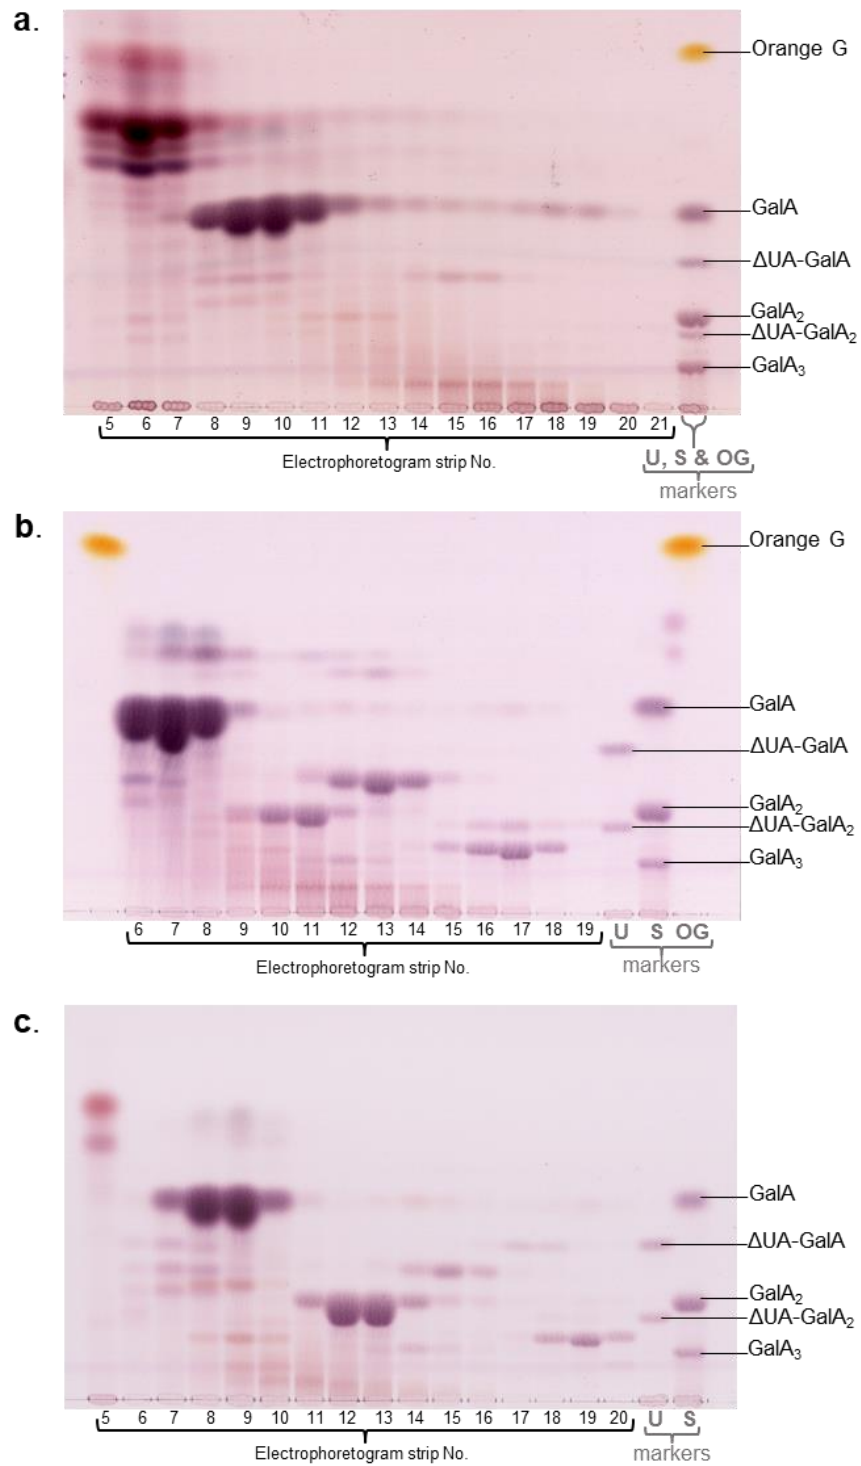 a.
Orange G
GalA
ΔUA-GalA
GalA₂
ΔUA-GalA₂
GalA₃
5 6 7 8 9 10 11 12 13 14 15 16 17 18 19 20 21
Electrophoretogram strip No.
U, S & OG
markers
b.
Orange G
GalA
ΔUA-GalA
GalA₂
ΔUA-GalA₂
GalA₃
6 7 8 9 10 11 12 13 14 15 16 17 18 19 U S OG
Electrophoretogram strip No.
markers
c.
GalA
ΔUA-GalA
GalA₂
ΔUA-GalA₂
GalA₃
5 6 7 8 9 10 11 12 13 14 15 16 17 18 19 20 U S
Electrophoretogram strip No.
markers